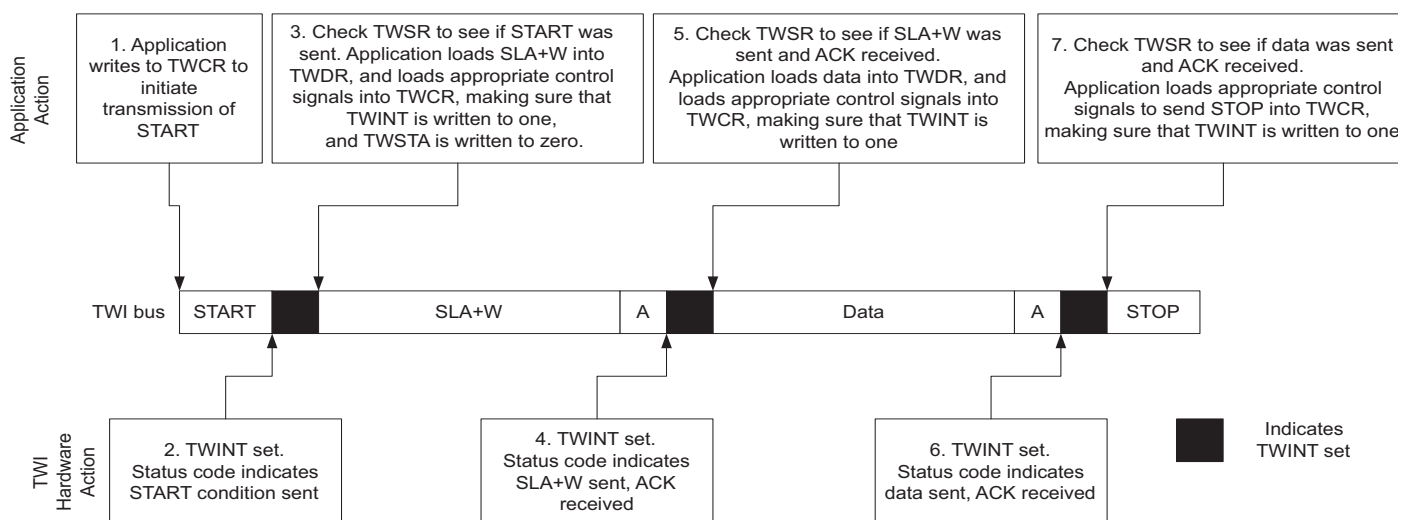 Application
Action
1. Application
writes to TWCR to
initiate
transmission of
START
3. Check TWSR to see if START was
sent. Application loads SLA+W into
TWDR, and loads appropriate control
signals into TWCR, making sure that
TWINT is written to one,
and TWSTA is written to zero.
5. Check TWSR to see if SLA+W was
sent and ACK received.
Application loads data into TWDR, and
loads appropriate control signals into
TWCR, making sure that TWINT is
written to one
7. Check TWSR to see if data was sent
and ACK received.
Application loads appropriate control
signals to send STOP into TWCR,
making sure that TWINT is written to one
TWI bus
START
SLA+W
A
Data
A
STOP
TWI
Hardware
Action
2. TWINT set.
Status code indicates
START condition sent
4. TWINT set.
Status code indicates
SLA+W sent, ACK
received
6. TWINT set.
Status code indicates
data sent, ACK received
Indicates
TWINT set